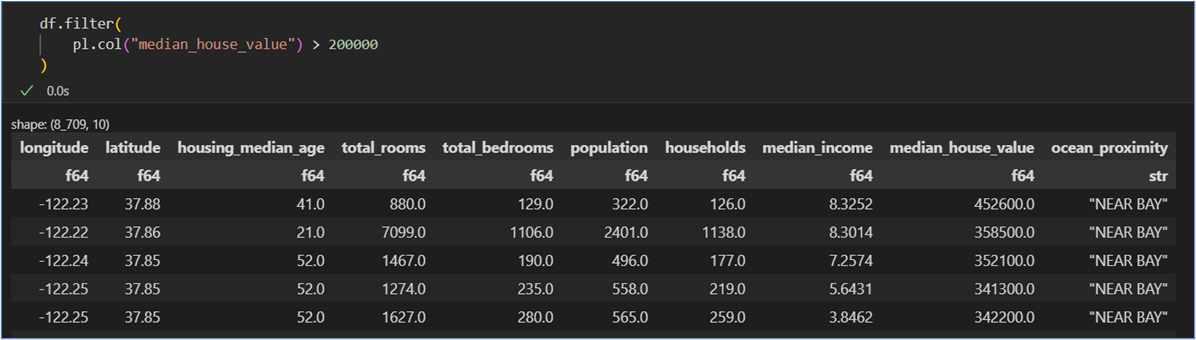 df.filter(
pl.col("median_house_value") > 200000
)
0.0s
shape: (8_709, 10)
longitude latitude housing_median_age total_rooms total_bedrooms population households median_income median_house_value ocean_proximity
f64 f64 f64 f64 f64 f64 f64 f64 f64 str
-122.23 37.88 41.0 880.0 129.0 322.0 126.0 8.3252 452600.0 "NEAR BAY"
-122.22 37.86 21.0 7099.0 1106.0 2401.0 1138.0 8.3014 358500.0 "NEAR BAY"
-122.24 37.85 52.0 1467.0 190.0 496.0 177.0 7.2574 352100.0 "NEAR BAY"
-122.25 37.85 52.0 1274.0 235.0 558.0 219.0 5.6431 341300.0 "NEAR BAY"
-122.25 37.85 52.0 1627.0 280.0 565.0 259.0 3.8462 342200.0 "NEAR BAY"